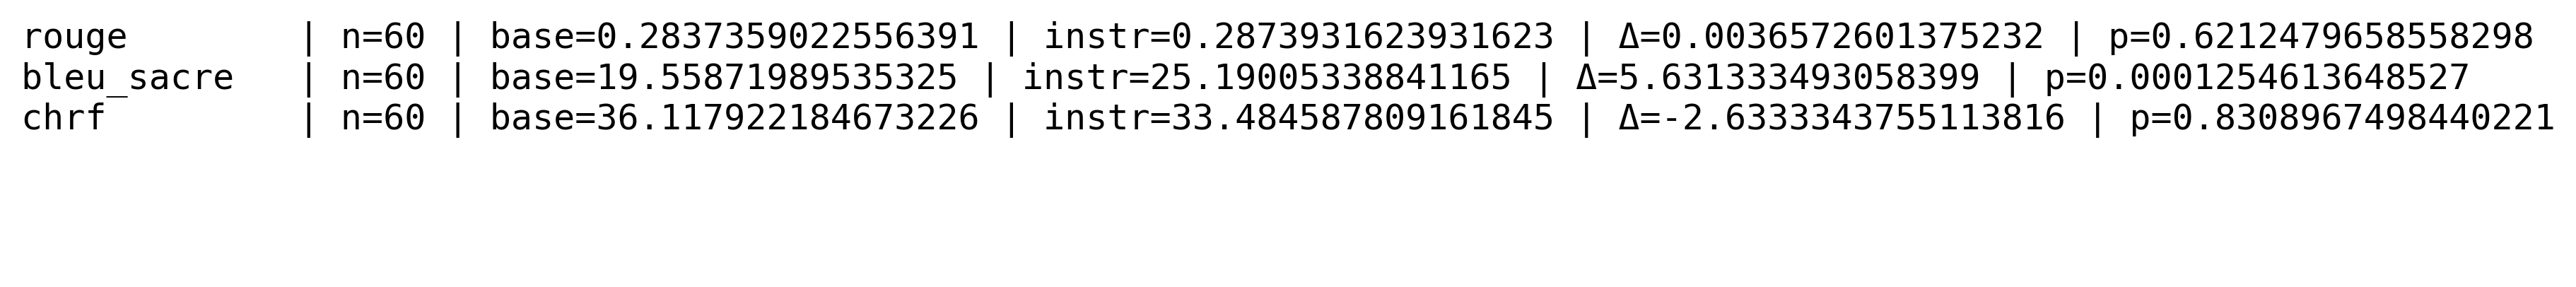 rouge        | n=60 | base=0.2837359022556391 | instr=0.2873931623931623 | Δ=0.0036572601375232 | p=0.6212479658558298
bleu_sacre   | n=60 | base=19.55871989535325 | instr=25.19005338841165 | Δ=5.631333493058399 | p=0.0001254613648527
chrf         | n=60 | base=36.117922184673226 | instr=33.484587809161845 | Δ=-2.6333343755113816 | p=0.8308967498440221